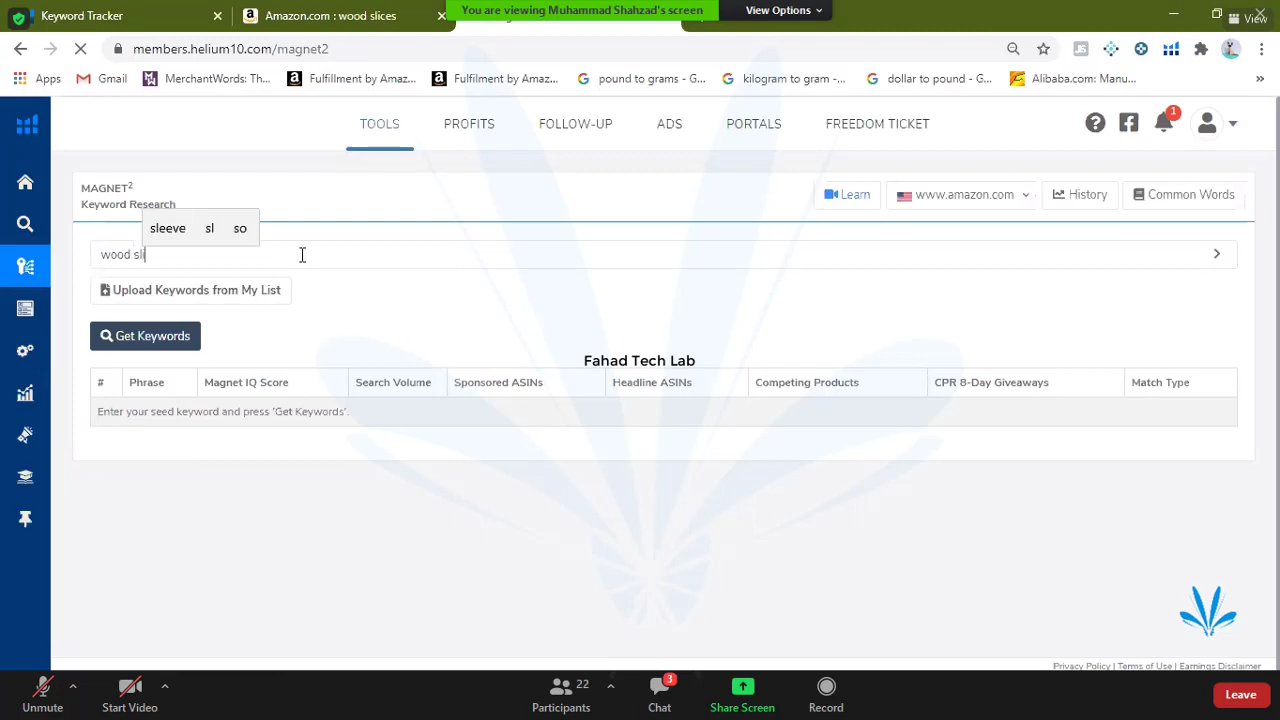 You are viewing Muhammad Shahzad's screen
View Options
Keyword Tracker
Amazon.com : wood slices
View
members.helium10.com/magnet2
Apps
Gmail
MerchantWords: Th...
Fulfillment by Amaz...
Fulfilment by Amaz...
pound to grams - G...
kilogram to gram -...
dollar to pound - G...
Alibaba.com: Manu...
»
TOOLS
PROFITS
FOLLOW-UP
ADS
PORTALS
FREEDOM TICKET
1
MAGNET2
Keyword Research
Learn
www.amazon.com
History
Common Words
sleeve sl so
wood sli
Upload Keywords from My List
Get Keywords
Fahad Tech Lab
# Phrase Magnet IQ Score Search Volume Sponsored ASINs Headline ASINs Competing Products CPR 8-Day Giveaways Match Type
Enter your seed keyword and press 'Get Keywords'.
Privacy Policy | Terms of Use | Earnings Disclaimer
Unmute
Start Video
22
Participants
3
Chat
Share Screen
Record
Leave